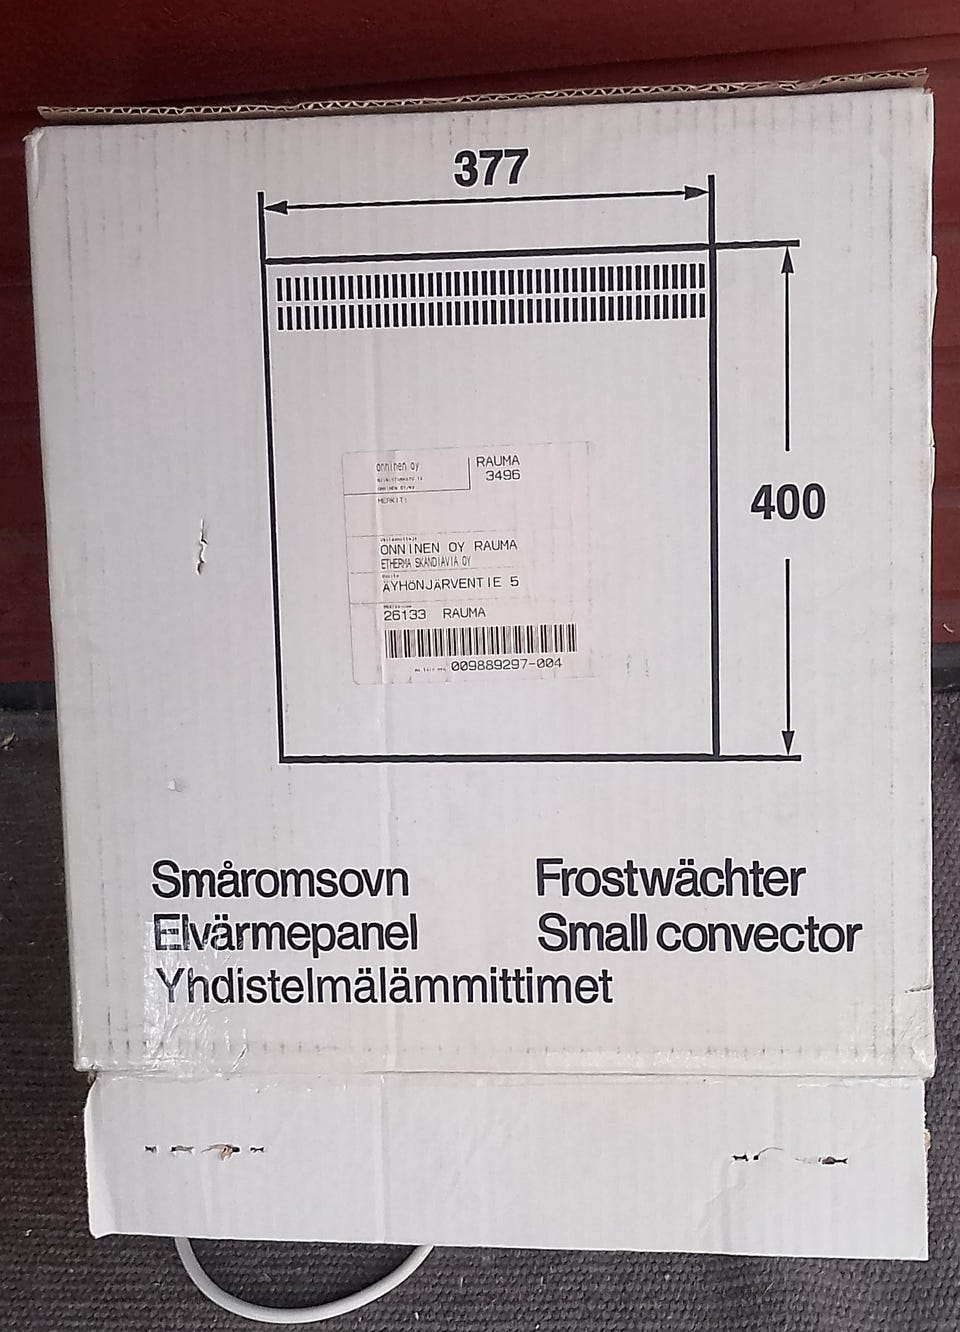 377
400
onninen oy
RAUMA
3496
MERKIT:
ONNINEN OY RAUMA
ETHERMA SKANDIAVIA OY
ÄYHÖNJÄRVENTIE 5
26133 RAUMA
009889297-004
Småromsovn
Elvärmepanel
Yhdistelmälämmittimet
Frostwächter
Small convector